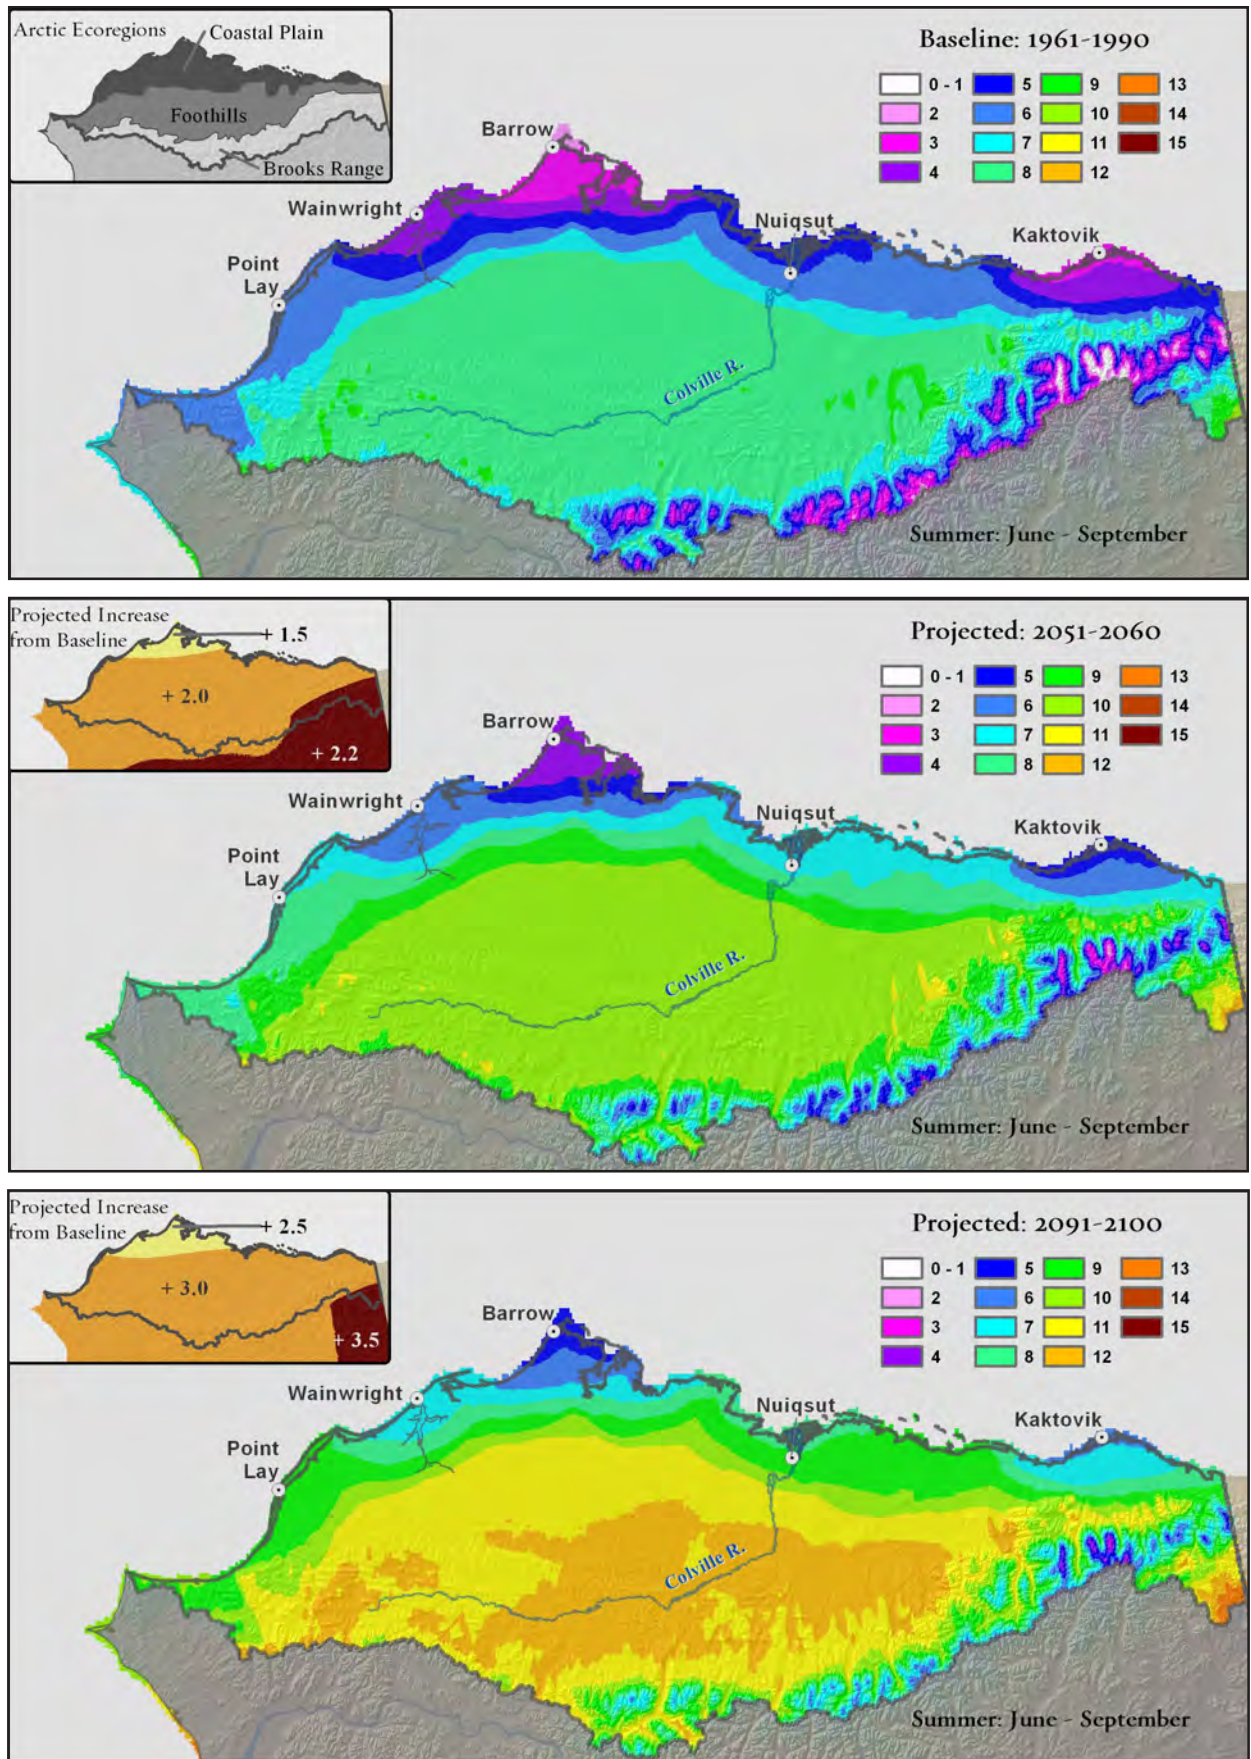 Arctic Ecoregions
Coastal Plain
Foothills
Brooks Range
Baseline: 1961-1990
0 - 1 5 9 13
2 6 10 14
3 7 11 15
4 8 12
Barrow
Wainwright
Nuiqsut
Kaktovik
Point
Lay
Colville R.
Summer: June - September
Projected Increase
from Baseline
+ 1.5
+ 2.0
+ 2.2
Projected: 2051-2060
0 - 1 5 9 13
2 6 10 14
3 7 11 15
4 8 12
Barrow
Wainwright
Nuiqsut
Kaktovik
Point
Lay
Colville R.
Summer: June - September
Projected Increase
from Baseline
+ 2.5
+ 3.0
+ 3.5
Projected: 2091-2100
0 - 1 5 9 13
2 6 10 14
3 7 11 15
4 8 12
Barrow
Wainwright
Nuiqsut
Kaktovik
Point
Lay
Colville R.
Summer: June - September